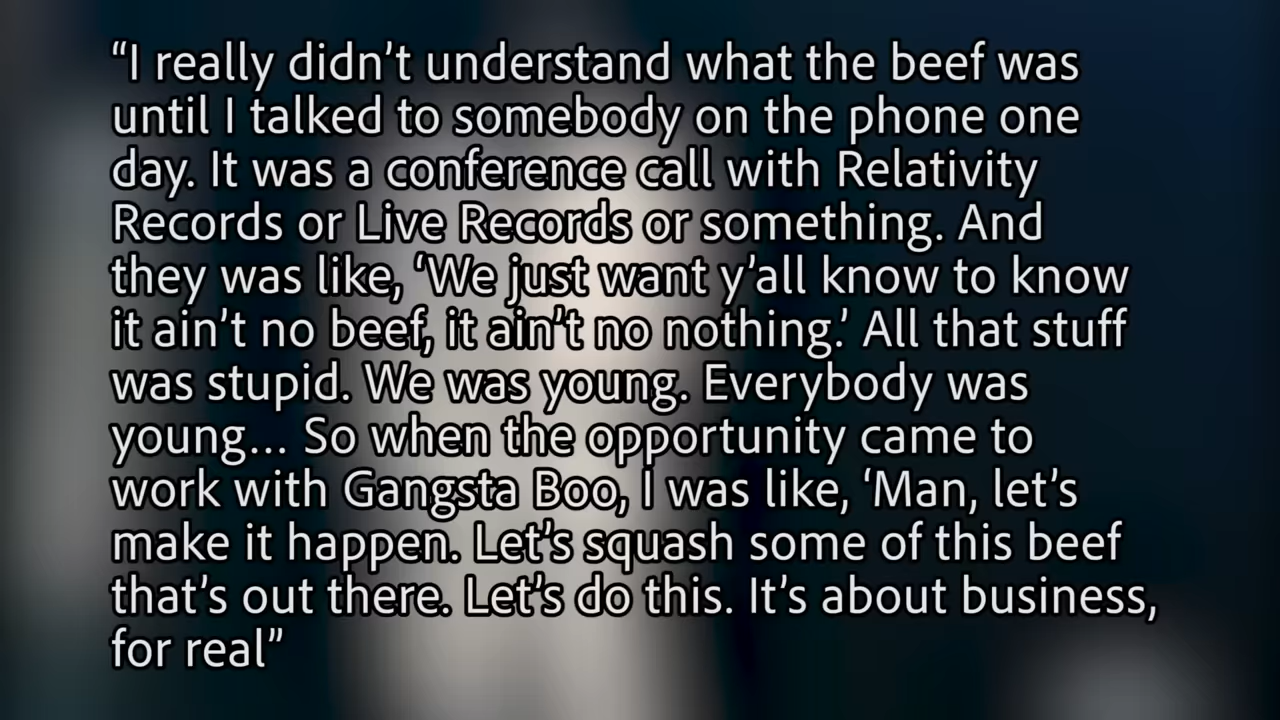 “I really didn’t understand what the beef was
until I talked to somebody on the phone one
day. It was a conference call with Relativity
Records or Live Records or something. And
they was like, ‘We just want y’all know to know
it ain’t no beef, it ain’t no nothing.’ All that stuff
was stupid. We was young. Everybody was
young… So when the opportunity came to
work with Gangsta Boo, I was like, ‘Man, let’s
make it happen. Let’s squash some of this beef
that’s out there. Let’s do this. It’s about business,
for real”